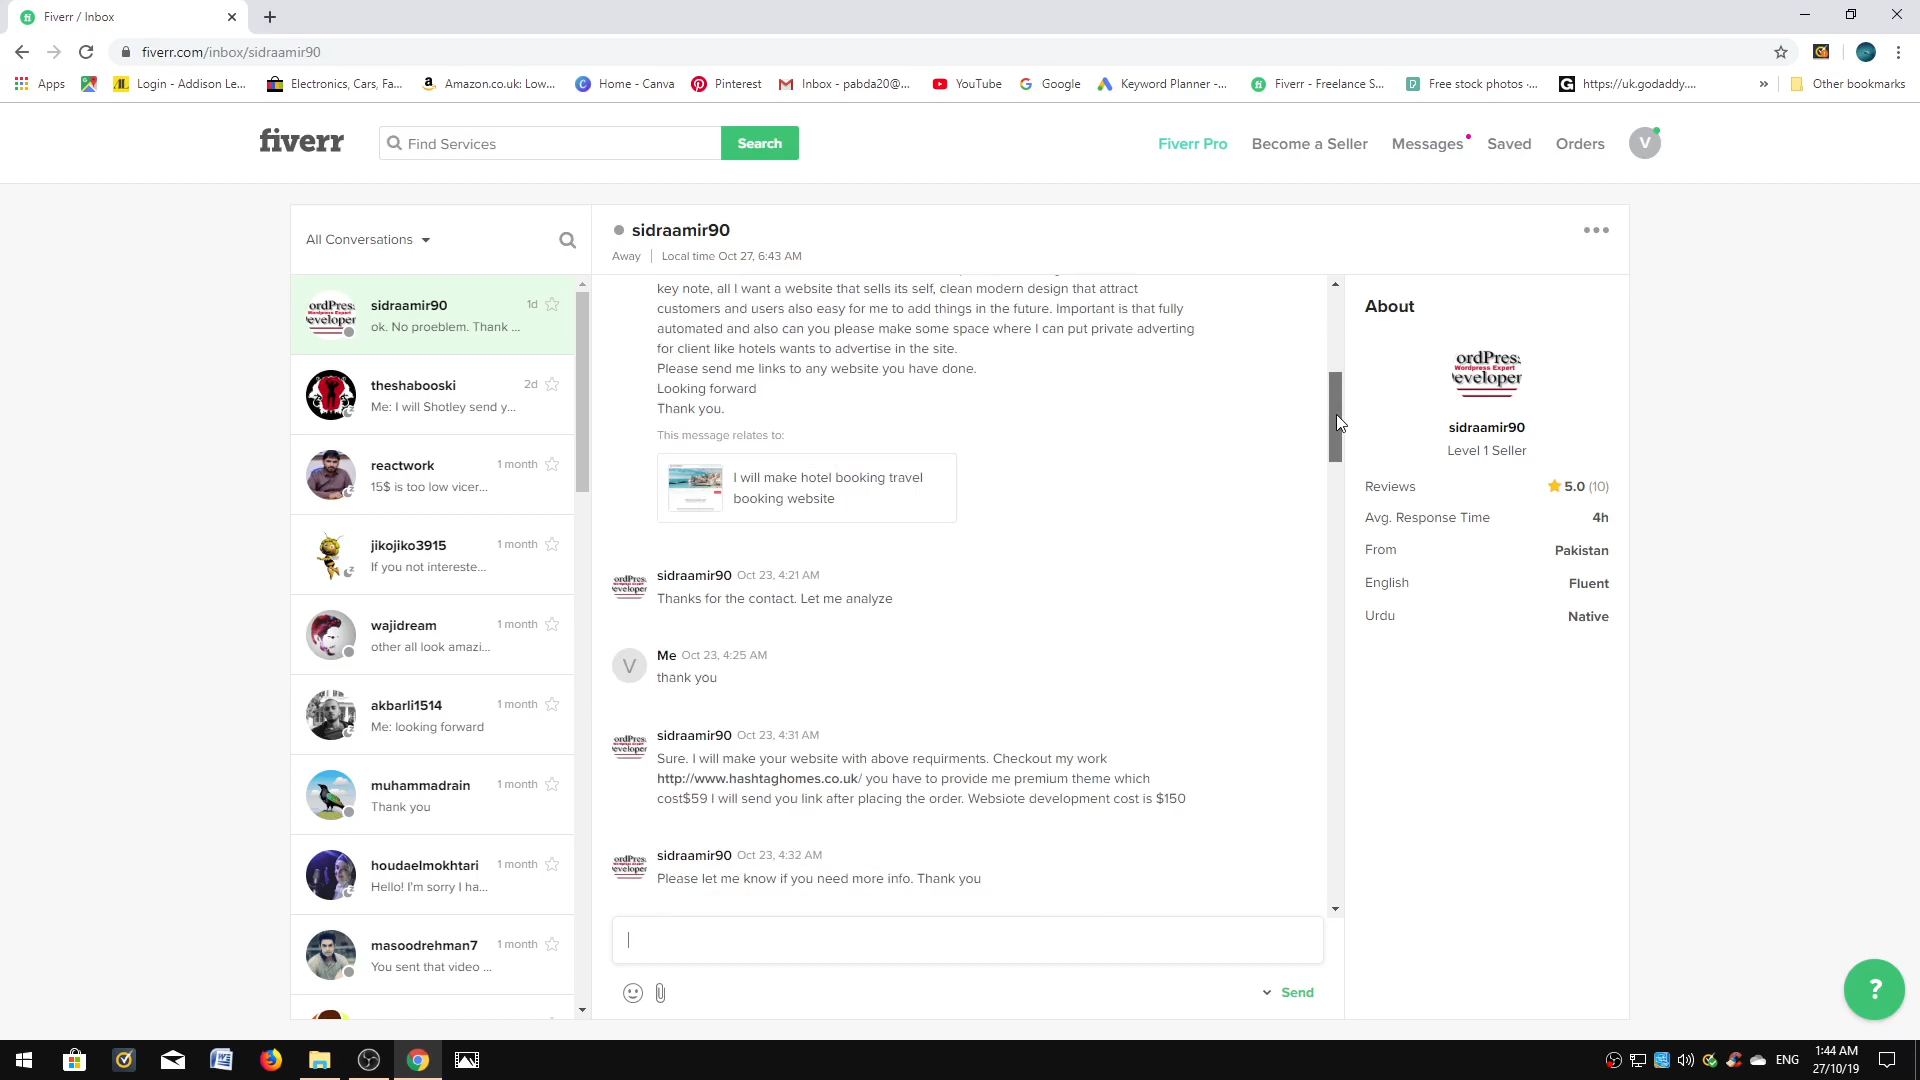 Fiverr / Inbox
fiverr.com/inbox/sidraamir90
Apps
Login - Addison Le...
Electronics, Cars, Fa...
Amazon.co.uk: Low...
Home - Canva
Pinterest
Inbox - pabda20@...
YouTube
Google
Keyword Planner -...
Fiverr - Freelance S...
Free stock photos ·...
https://uk.godaddy....
»
Other bookmarks
fiverr
Find Services
Search
Fiverr Pro
Become a Seller
Messages
Saved
Orders
V
All Conversations
sidraamir90
1d
ok. No proeblem. Thank ...
theshabooski
2d
Me: I will Shotley send y...
reactwork
1 month
15$ is too low vicer...
jikojiko3915
1 month
If you not intereste...
wajidream
1 month
other all look amazi...
akbarli1514
1 month
Me: looking forward
muhammadrain
1 month
Thank you
houdaelmokhtari
1 month
Hello! I'm sorry I ha...
masoodrehman7
1 month
You sent that video ...
sidraamir90
Away
Local time Oct 27, 6:43 AM
key note, all I want a website that sells its self, clean modern design that attract
customers and users also easy for me to add things in the future. Important is that fully
automated and also can you please make some space where I can put private adverting
for client like hotels wants to advertise in the site.
Please send me links to any website you have done.
Looking forward
Thank you.
This message relates to:
I will make hotel booking travel
booking website
sidraamir90 Oct 23, 4:21 AM
Thanks for the contact. Let me analyze
V
Me Oct 23, 4:25 AM
thank you
sidraamir90 Oct 23, 4:31 AM
Sure. I will make your website with above requirments. Checkout my work
http://www.hashtaghomes.co.uk/ you have to provide me premium theme which
cost$59 I will send you link after placing the order. Websiote development cost is $150
sidraamir90 Oct 23, 4:32 AM
Please let me know if you need more info. Thank you
Send
About
ordPres
Wordpress Expert
eveloper
sidraamir90
Level 1 Seller
Reviews
5.0 (10)
Avg. Response Time
4h
From
Pakistan
English
Fluent
Urdu
Native
?
ENG
1:44 AM
27/10/19